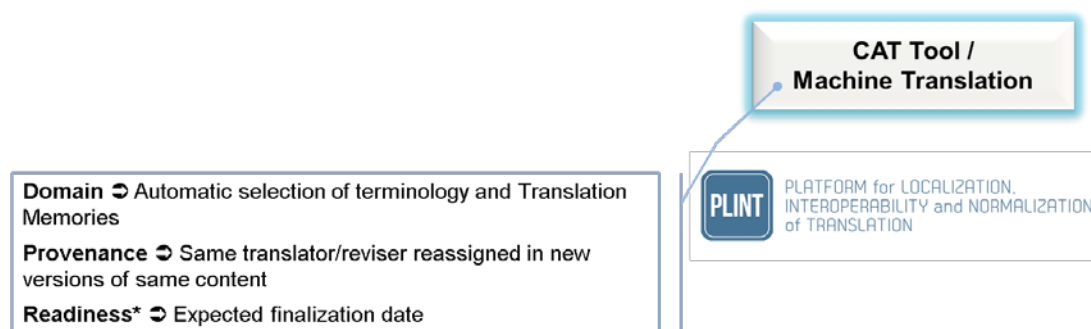 CAT Tool /
Machine Translation
Domain ➲ Automatic selection of terminology and Translation
Memories
Provenance ➲ Same translator/reviser reassigned in new
versions of same content
Readiness* ➲ Expected finalization date
PLINT
PLATFORM for LOCALIZATION,
INTEROPERABILITY and NORMALIZATION
of TRANSLATION